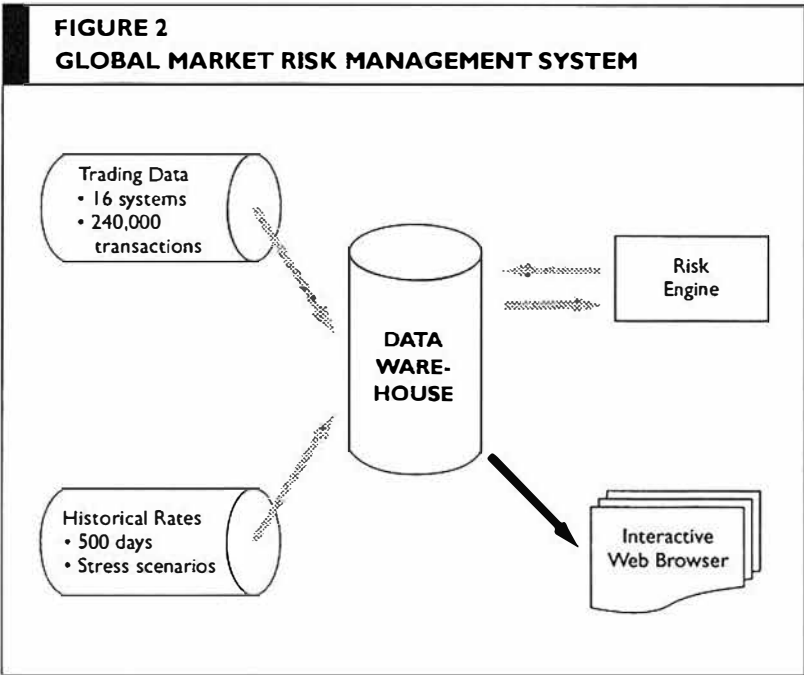 FIGURE 2
GLOBAL MARKET RISK MANAGEMENT SYSTEM
Trading Data
• 16 systems
• 240,000
transactions
Risk
Engine
DATA
WARE-
HOUSE
Historical Rates
• 500 days
• Stress scenarios
Interactive
Web Browser